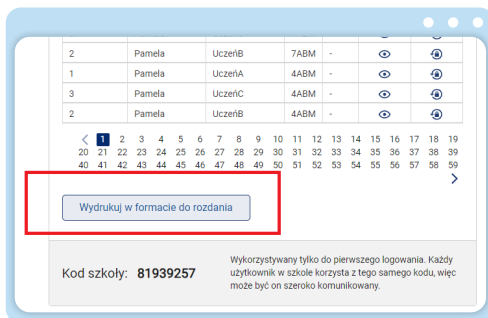 2 Pamela UczeńB 7ABM -
1 Pamela UczeńA 4ABM -
3 Pamela UczeńC 4ABM -
2 Pamela UczeńB 4ABM -
< 1 2 3 4 5 6 7 8 9 10 11 12 13 14 15 16 17 18 19
20 21 22 23 24 25 26 27 28 29 30 31 32 33 34 35 36 37 38 39
40 41 42 43 44 45 46 47 48 49 50 51 52 53 54 55 56 57 58 59
>
Wydrukuj w formacie do rozdania
Kod szkoły: 81939257
Wykorzystywany tylko do pierwszego logowania. Każdy
użytkownik w szkole korzysta z tego samego kodu, więc
może być on szeroko komunikowany.